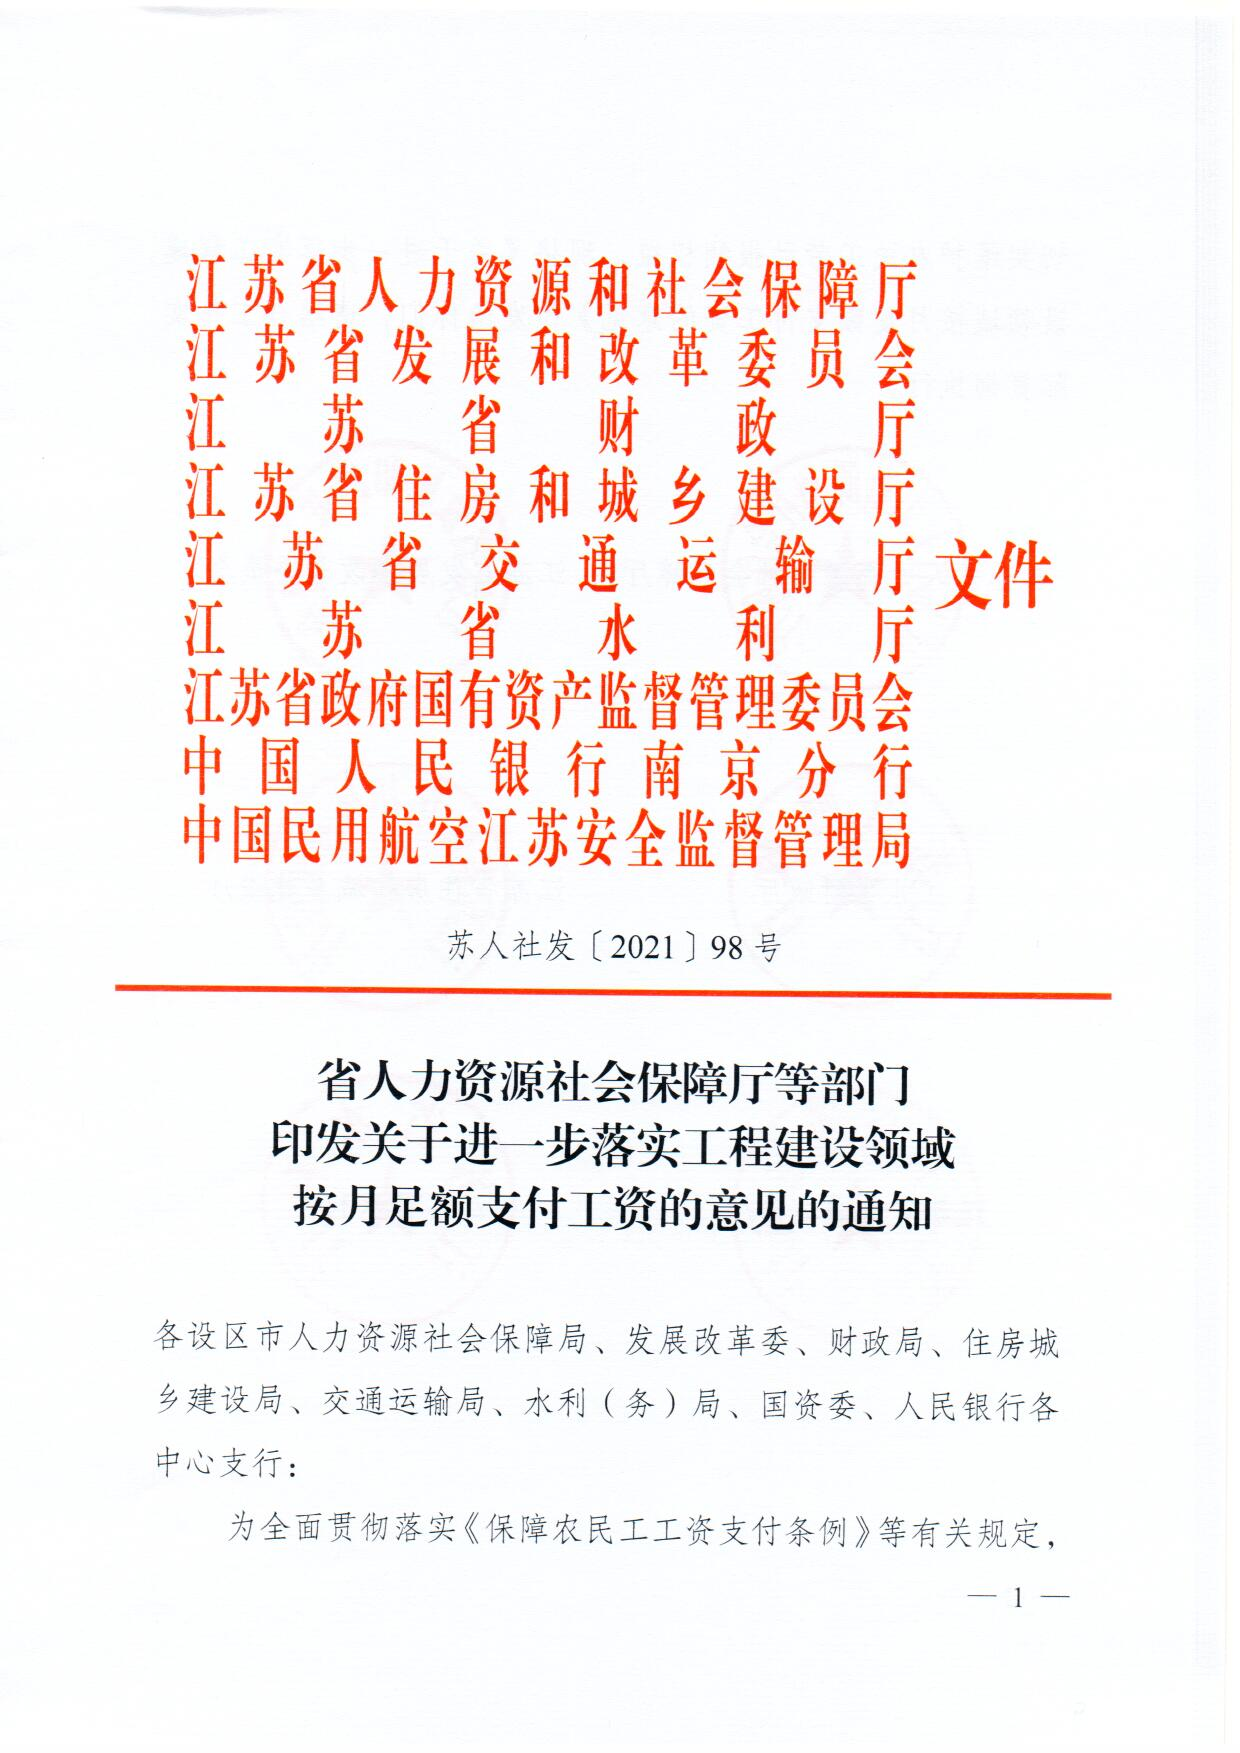 江苏省人力资源和社会保障厅
江苏省发展和改革委员会
江苏省财政厅
江苏省住房和城乡建设厅
江苏省交通运输厅
江苏省水利厅
江苏省政府国有资产监督管理委员会
中国人民银行南京分行
中国民用航空江苏安全监督管理局
文件
苏人社发〔2021〕98号
省人力资源社会保障厅等部门
印发关于进一步落实工程建设领域
按月足额支付工资的意见的通知
各设区市人力资源社会保障局、发展改革委、财政局、住房城
乡建设局、交通运输局、水利（务）局、国资委、人民银行各
中心支行：
为全面贯彻落实《保障农民工工资支付条例》等有关规定，
— 1 —